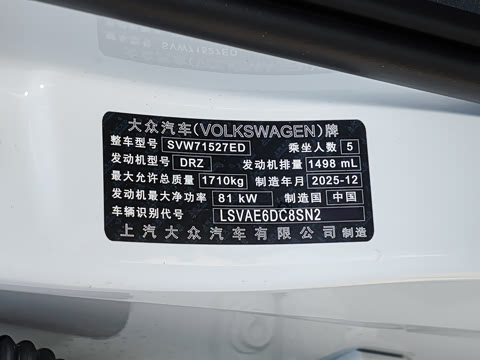 大众汽车(VOLKSWAGEN)牌
整车型号 SVW71527ED 乘坐人数 5
发动机型号 DRZ 发动机排量 1498 mL
最大允许总质量 1710kg 制造年月 2025-12
发动机最大净功率 81 kW 制造国 中国
车辆识别代号 LSVAE6DC8SN2
上汽大众汽车有限公司 制造